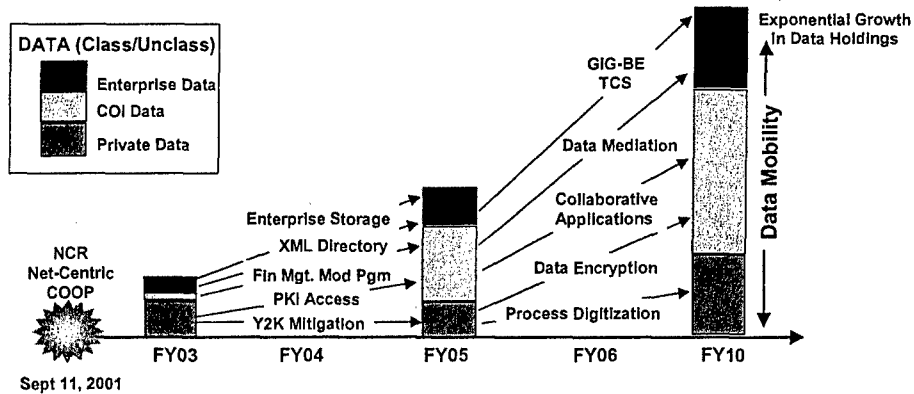 DATA (Class/Unclass)
Enterprise Data
COI Data
Private Data
Exponential Growth
in Data Holdings
GIG-BE
TCS
Data Mediation
Collaborative
Applications
Data Encryption
Process Digitization
Data Mobility
Enterprise Storage
XML Directory
Fin Mgt. Mod Pgm
PKI Access
Y2K Mitigation
NCR
Net-Centric
COOP
FY03
FY04
FY05
FY06
FY10
Sept 11, 2001